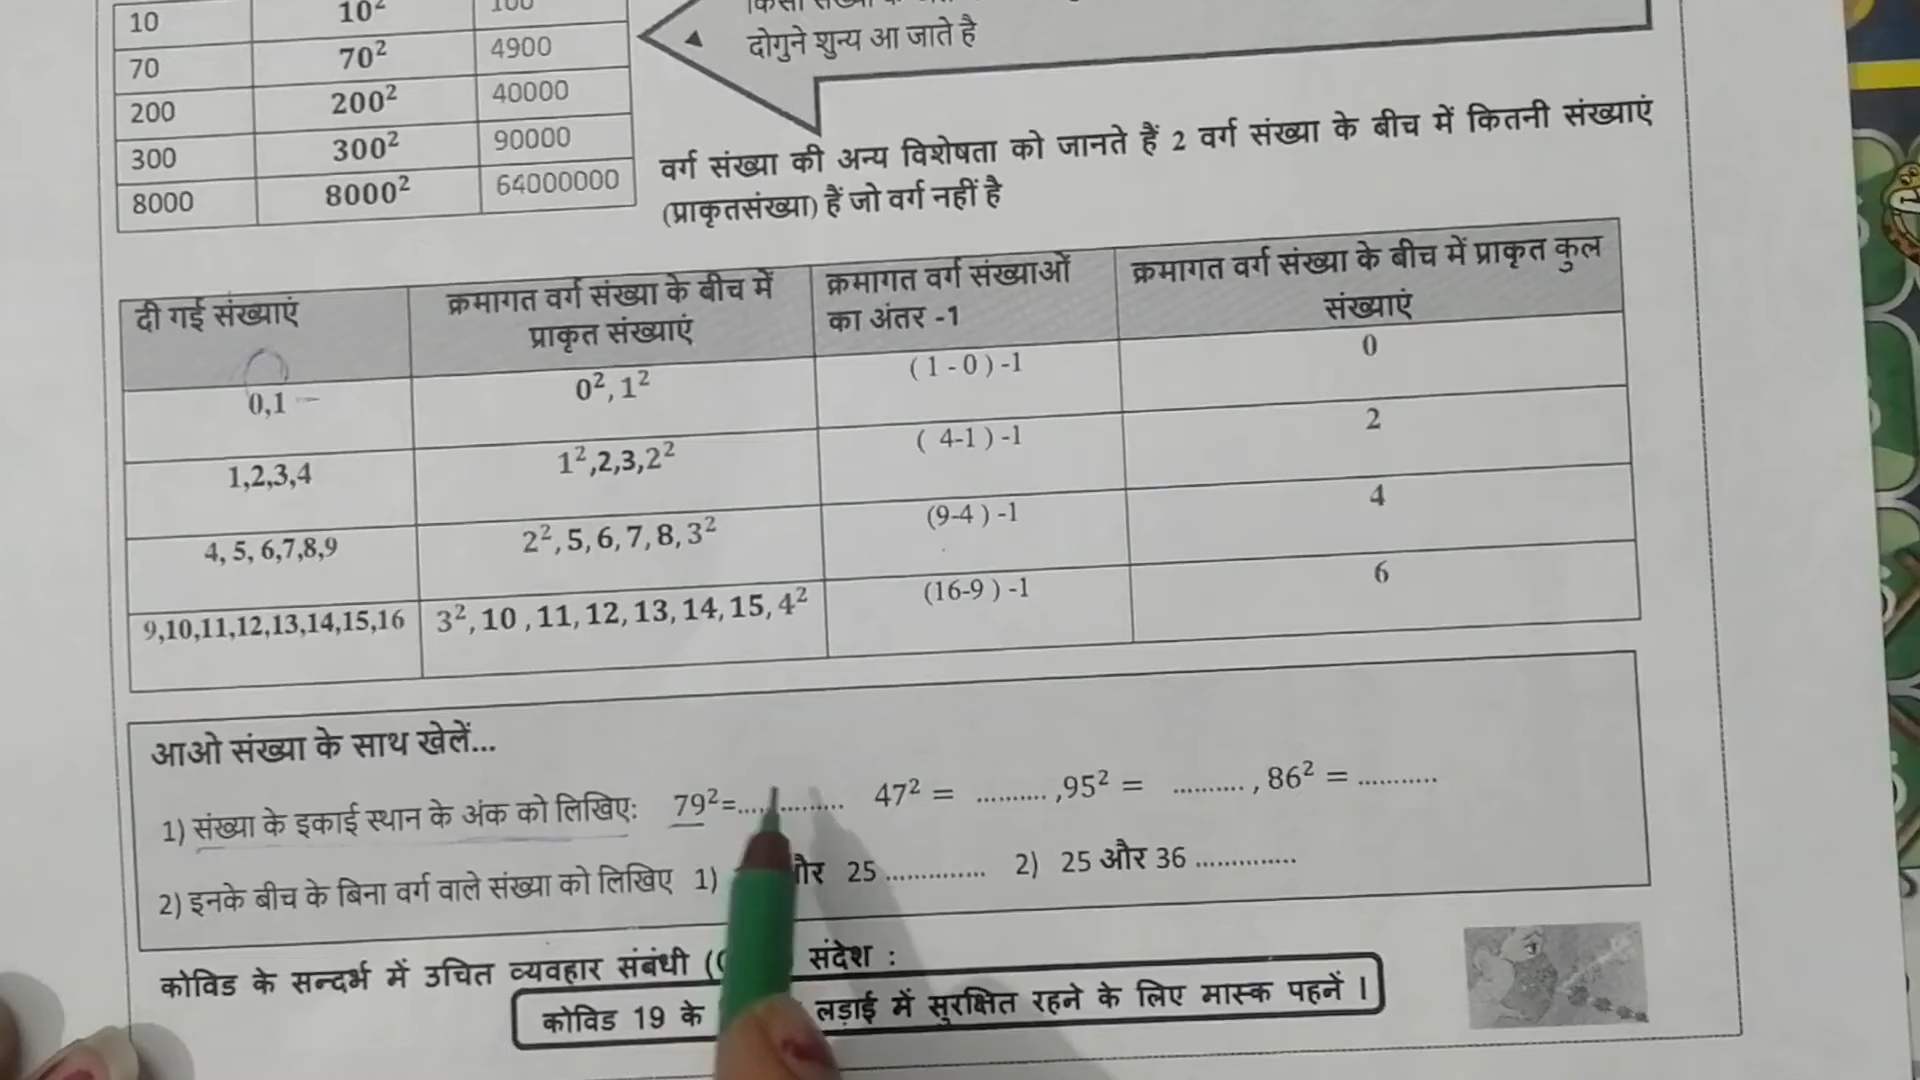 10 10² 100
70 70² 4900
200 200² 40000
300 300² 90000
8000 8000² 64000000
दोगुने शुन्य आ जाते है
वर्ग संख्या की अन्य विशेषता को जानते हैं 2 वर्ग संख्या के बीच में कितनी संख्याएं
(प्राकृतसंख्या) हैं जो वर्ग नहीं है
दी गई संख्याएं
क्रमागत वर्ग संख्या के बीच में
प्राकृत संख्याएं
क्रमागत वर्ग संख्याओं
का अंतर -1
क्रमागत वर्ग संख्या के बीच में प्राकृत कुल
संख्याएं
0,1 0², 1² ( 1 - 0 ) -1 0
1,2,3,4 1²,2,3,2² ( 4-1 ) -1 2
4, 5, 6,7,8,9 2², 5, 6, 7, 8, 3² (9-4 ) -1 4
9,10,11,12,13,14,15,16 3², 10 , 11, 12, 13, 14, 15, 4² (16-9 ) -1 6
आओ संख्या के साथ खेलें...
1) संख्या के इकाई स्थान के अंक को लिखिए: 79²=.............. 47² = .......... ,95² = .......... , 86² = ...........
2) इनके बीच के बिना वर्ग वाले संख्या को लिखिए 1) और 25 .............. 2) 25 और 36 ..............
कोविड के सन्दर्भ में उचित व्यवहार संबंधी ( संदेश :
कोविड 19 के लड़ाई में सुरक्षित रहने के लिए मास्क पहनें ।